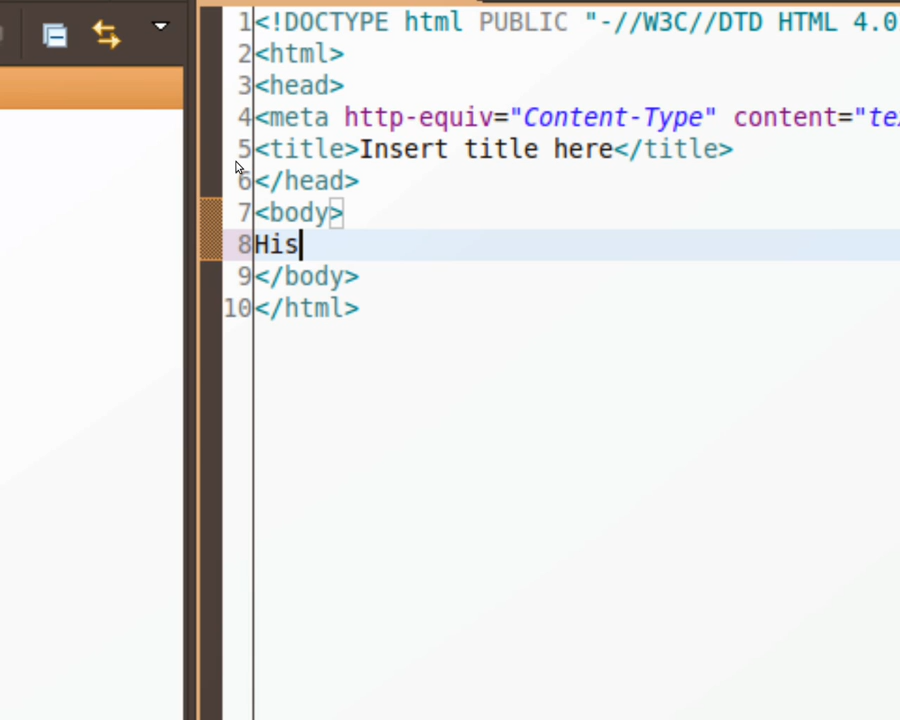 1<!DOCTYPE html PUBLIC "-//W3C//DTD HTML 4.0
2<html>
3<head>
4<meta http-equiv="Content-Type" content="te
5<title>Insert title here</title>
6</head>
7<body>
8His
9</body>
10</html>